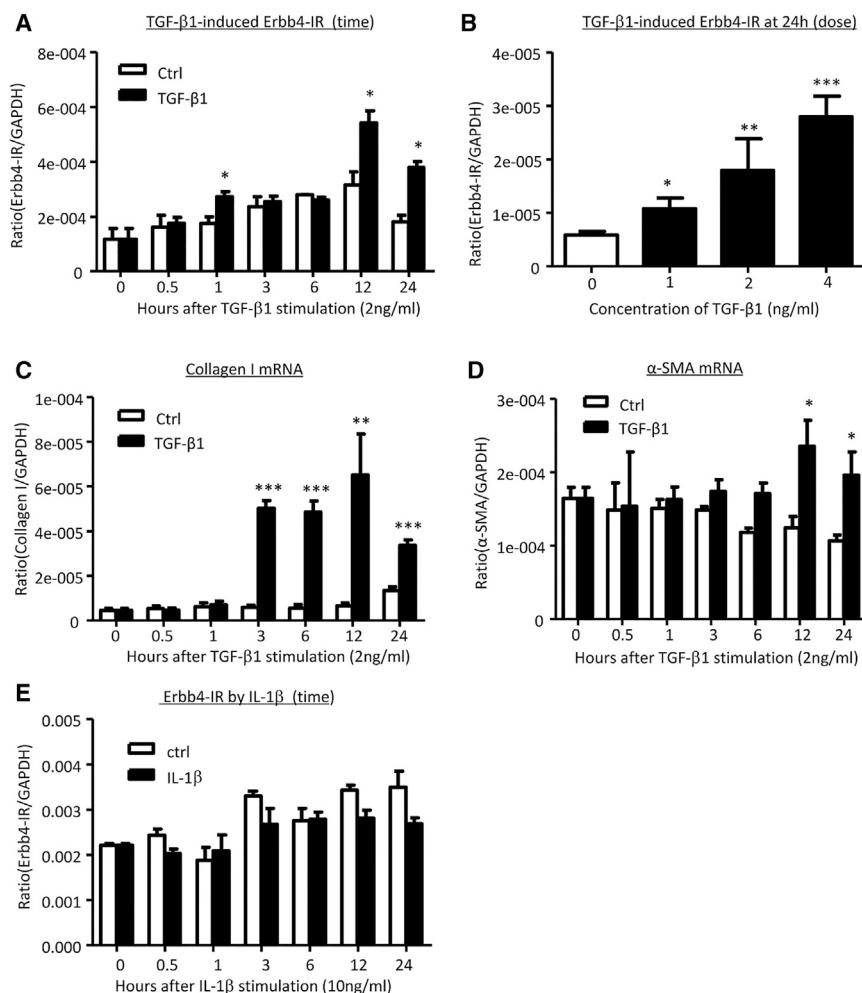 A
TGF-β1-induced Erbb4-IR (time)
Ratio(Erbb4-IR/GAPDH)
8e-004
6e-004
4e-004
2e-004
0
Ctrl
TGF-β1
*
*
*
0 0.5 1 3 6 12 24
Hours after TGF-β1 stimulation (2ng/ml)
B
TGF-β1-induced Erbb4-IR at 24h (dose)
Ratio(Erbb4-IR/GAPDH)
4e-005
3e-005
2e-005
1e-005
0
*
**
***
0 1 2 4
Concentration of TGF-β1 (ng/ml)
C
Collagen I mRNA
Ratio(Collagen I/GAPDH)
1e-004
8e-005
6e-005
4e-005
2e-005
0
Ctrl
TGF-β1
***
***
**
***
0 0.5 1 3 6 12 24
Hours after TGF-β1 stimulation (2ng/ml)
D
α-SMA mRNA
Ratio(α-SMA/GAPDH)
3e-004
2e-004
1e-004
0
Ctrl
TGF-β1
*
*
0 0.5 1 3 6 12 24
Hours after TGF-β1 stimulation (2ng/ml)
E
Erbb4-IR by IL-1β (time)
Ratio(Erbb4-IR/GAPDH)
0.005
0.004
0.003
0.002
0.001
0.000
ctrl
IL-1β
0 0.5 1 3 6 12 24
Hours after IL-1β stimulation (10ng/ml)